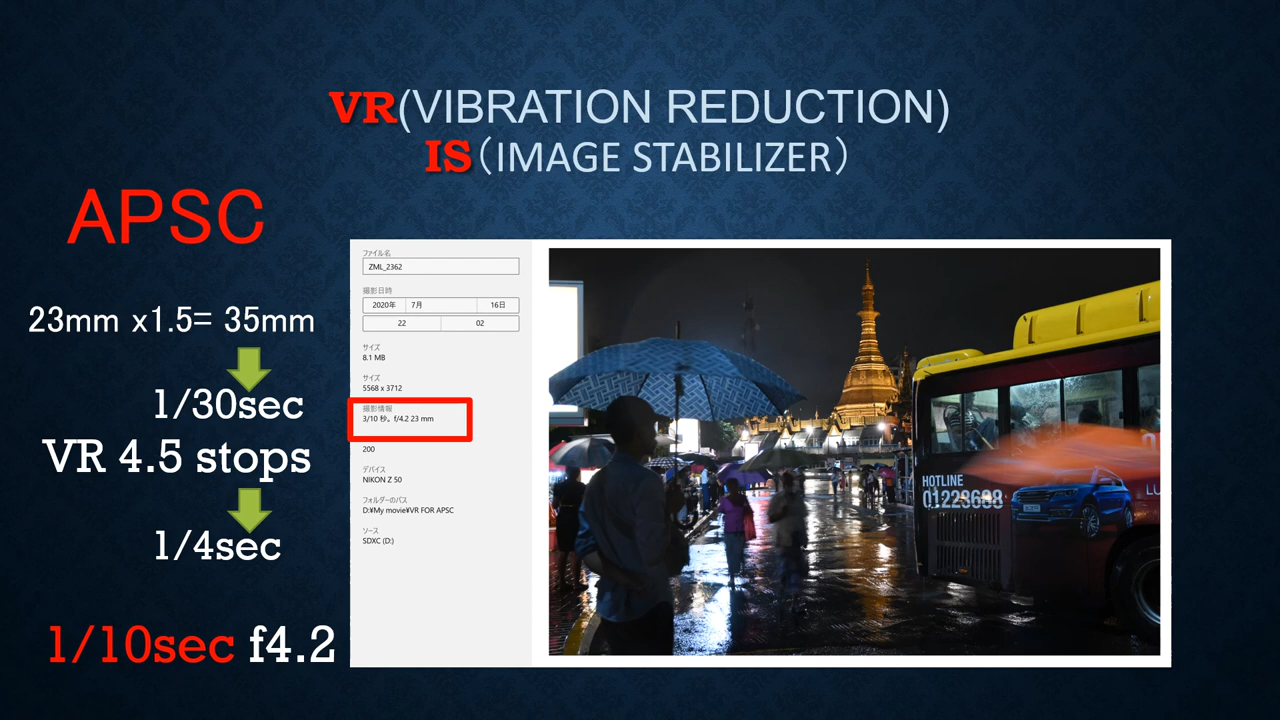 VR(VIBRATION REDUCTION)
IS（IMAGE STABILIZER）
APSC
23mm x1.5= 35mm
1/30sec
VR 4.5 stops
1/4sec
1/10sec f4.2
ファイル名
ZML_2362
撮影日時
2020年 7月 16日
22 02
サイズ
8.1 MB
サイズ
5568 x 3712
撮影情報
3/10 秒。f/4.2 23 mm
200
デバイス
NIKON Z 50
フォルダーのパス
D:¥My movie¥VR FOR APSC
ソース
SDXC (D:)
HOTLINE
01223688
LU